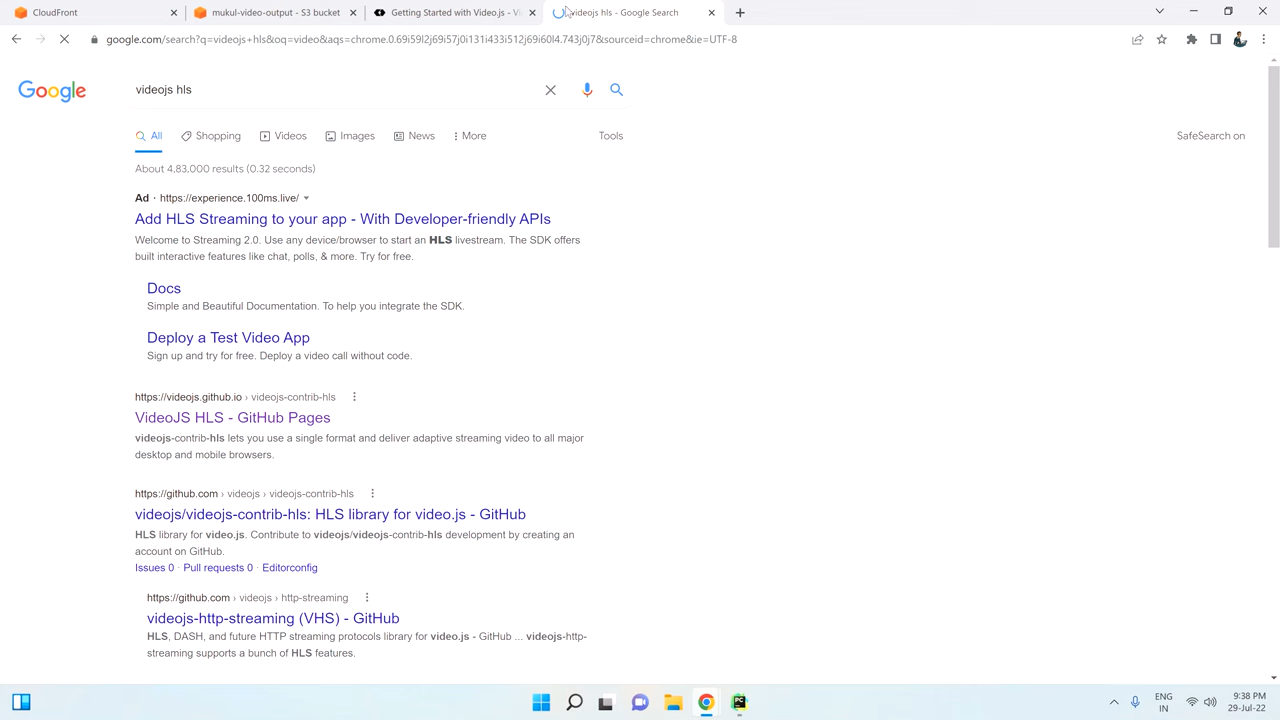 CloudFront
mukul-video-output - S3 bucket
Getting Started with Video.js - Vi
videojs hls - Google Search
google.com/search?q=videojs+hls&oq=video&aqs=chrome.0.69i59l2j69i57j0i131i433i512j69i60l4.743j0j7&sourceid=chrome&ie=UTF-8
Google
videojs hls
All
Shopping
Videos
Images
News
More
Tools
SafeSearch on
About 4,83,000 results (0.32 seconds)
Ad · https://experience.100ms.live/
Add HLS Streaming to your app - With Developer-friendly APIs
Welcome to Streaming 2.0. Use any device/browser to start an HLS livestream. The SDK offers
built interactive features like chat, polls, & more. Try for free.
Docs
Simple and Beautiful Documentation. To help you integrate the SDK.
Deploy a Test Video App
Sign up and try for free. Deploy a video call without code.
https://videojs.github.io › videojs-contrib-hls
VideoJS HLS - GitHub Pages
videojs-contrib-hls lets you use a single format and deliver adaptive streaming video to all major
desktop and mobile browsers.
https://github.com › videojs › videojs-contrib-hls
videojs/videojs-contrib-hls: HLS library for video.js - GitHub
HLS library for video.js. Contribute to videojs/videojs-contrib-hls development by creating an
account on GitHub.
Issues 0 · Pull requests 0 · Editorconfig
https://github.com › videojs › http-streaming
videojs-http-streaming (VHS) - GitHub
HLS, DASH, and future HTTP streaming protocols library for video.js - GitHub ... videojs-http-
streaming supports a bunch of HLS features.
PC
ENG
IN
9:38 PM
29-Jul-22